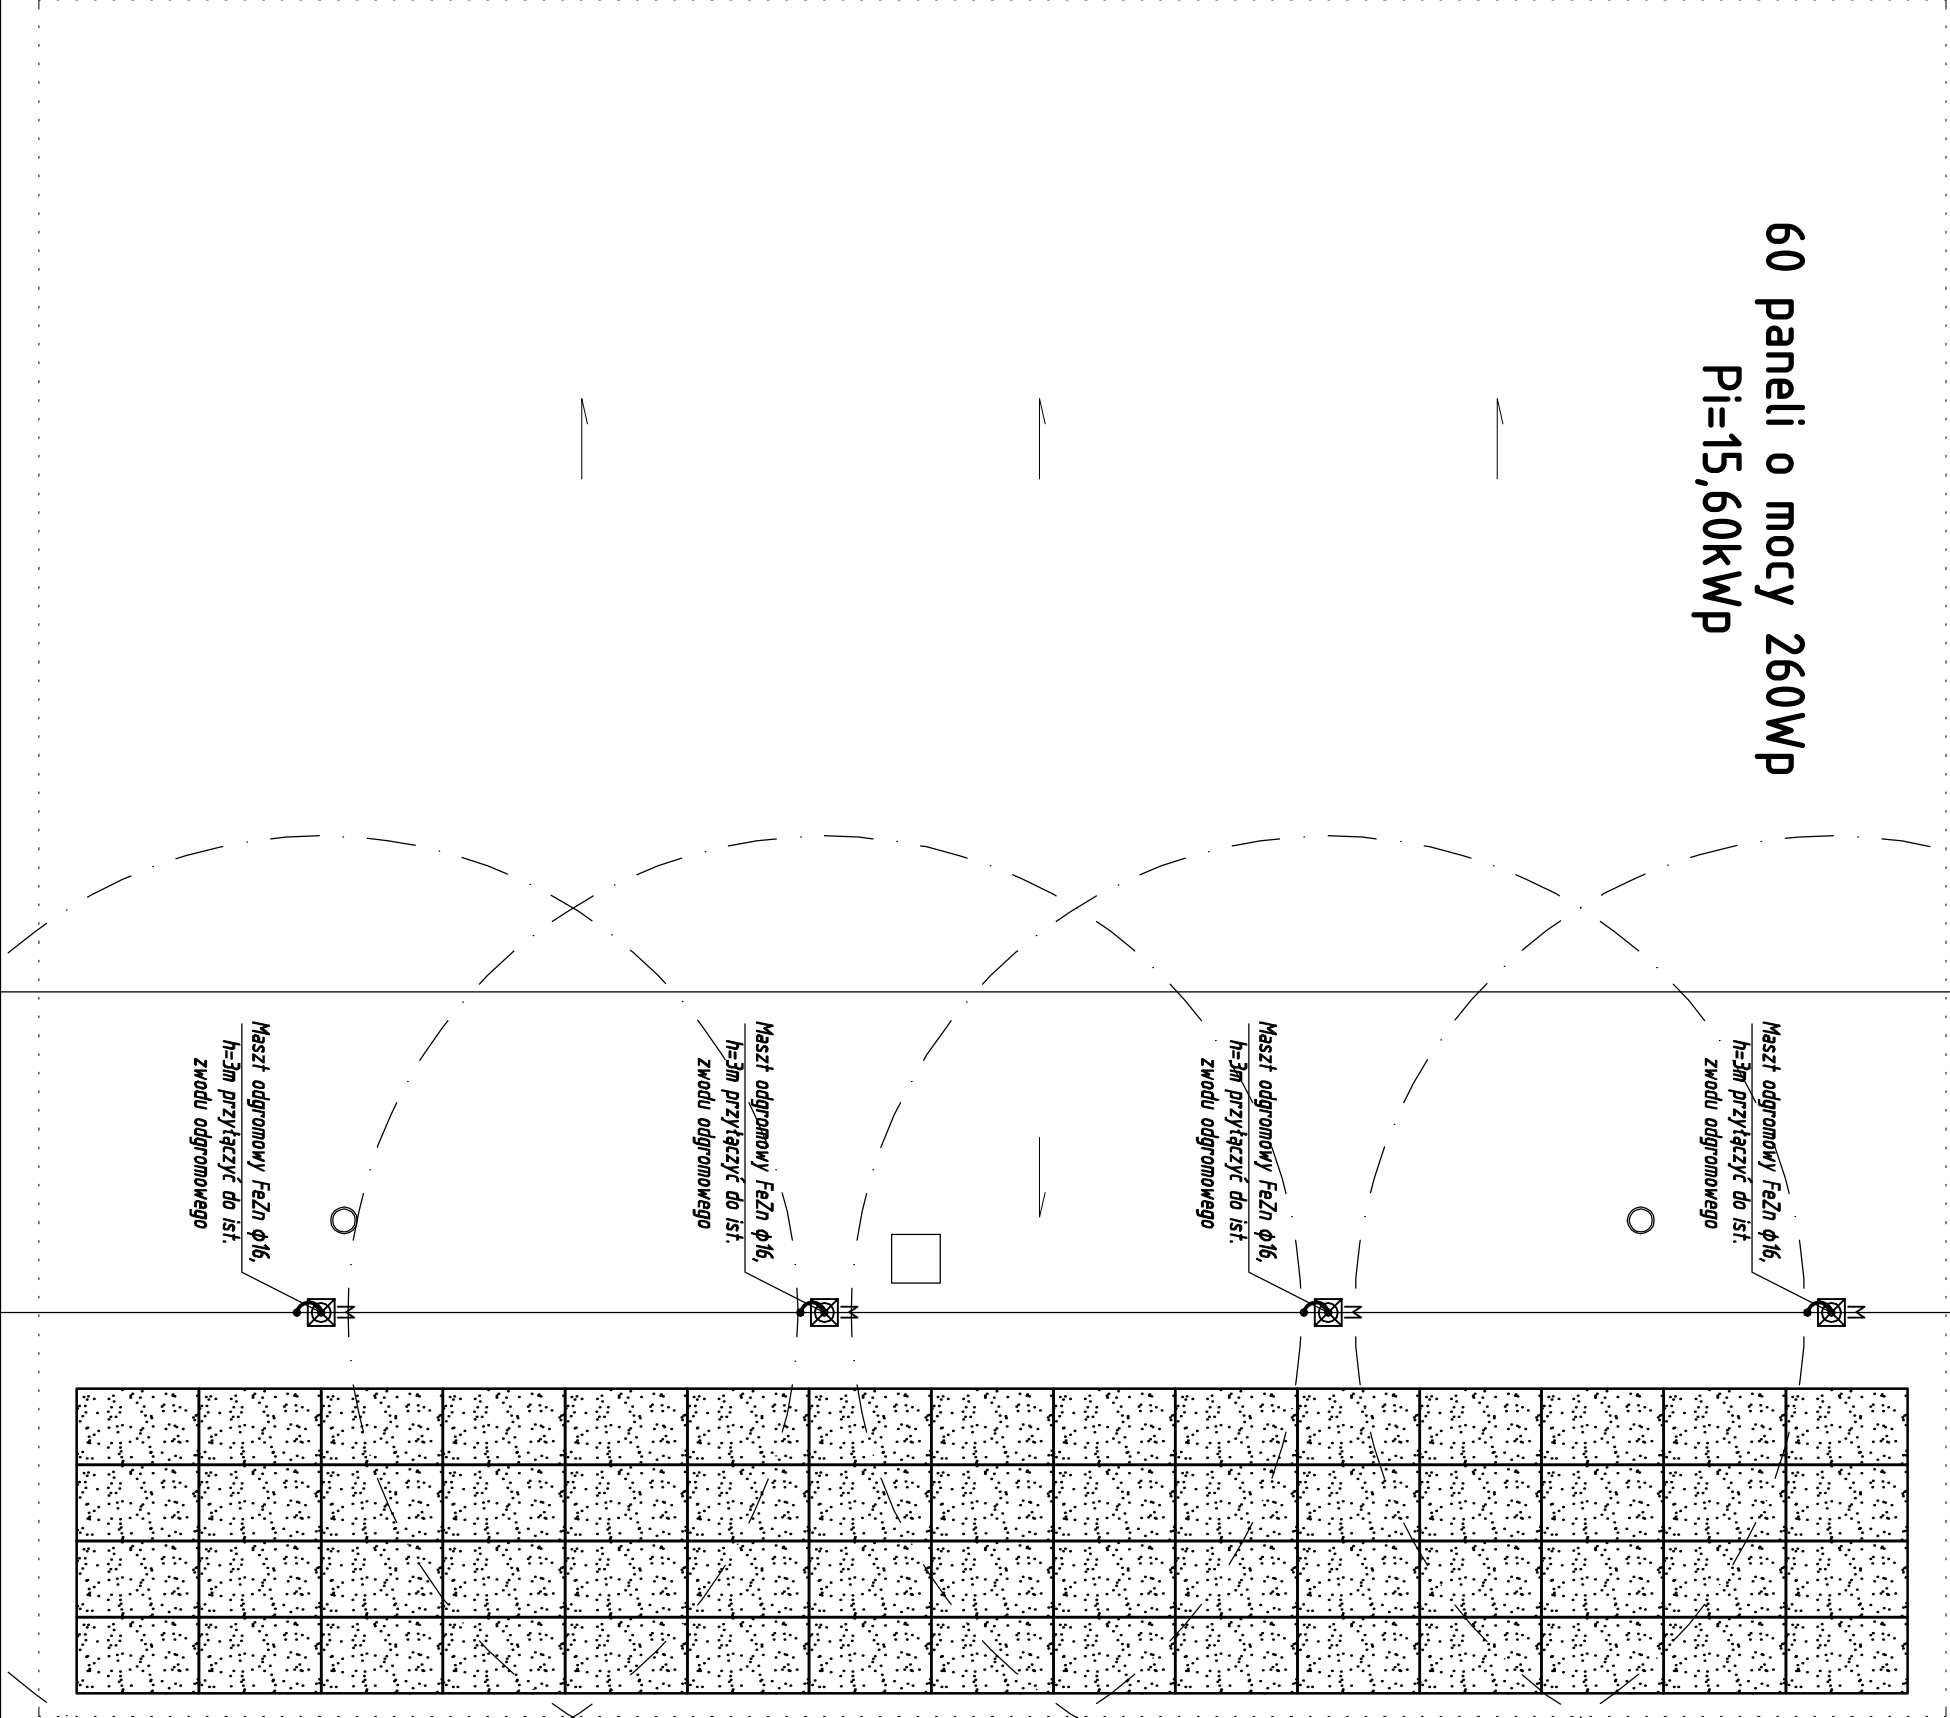 60 paneli o mocy 260Wp
Pi=15,60kWp
Maszt odgromowy FeZn ϕ16,
h=3m przyłączyć do ist.
zwodu odgromowego
M
Maszt odgromowy FeZn ϕ16,
h=3m przyłączyć do ist.
zwodu odgromowego
M
Maszt odgromowy FeZn ϕ16,
h=3m przyłączyć do ist.
zwodu odgromowego
M
Maszt odgromowy FeZn ϕ16,
h=3m przyłączyć do ist.
zwodu odgromowego
M